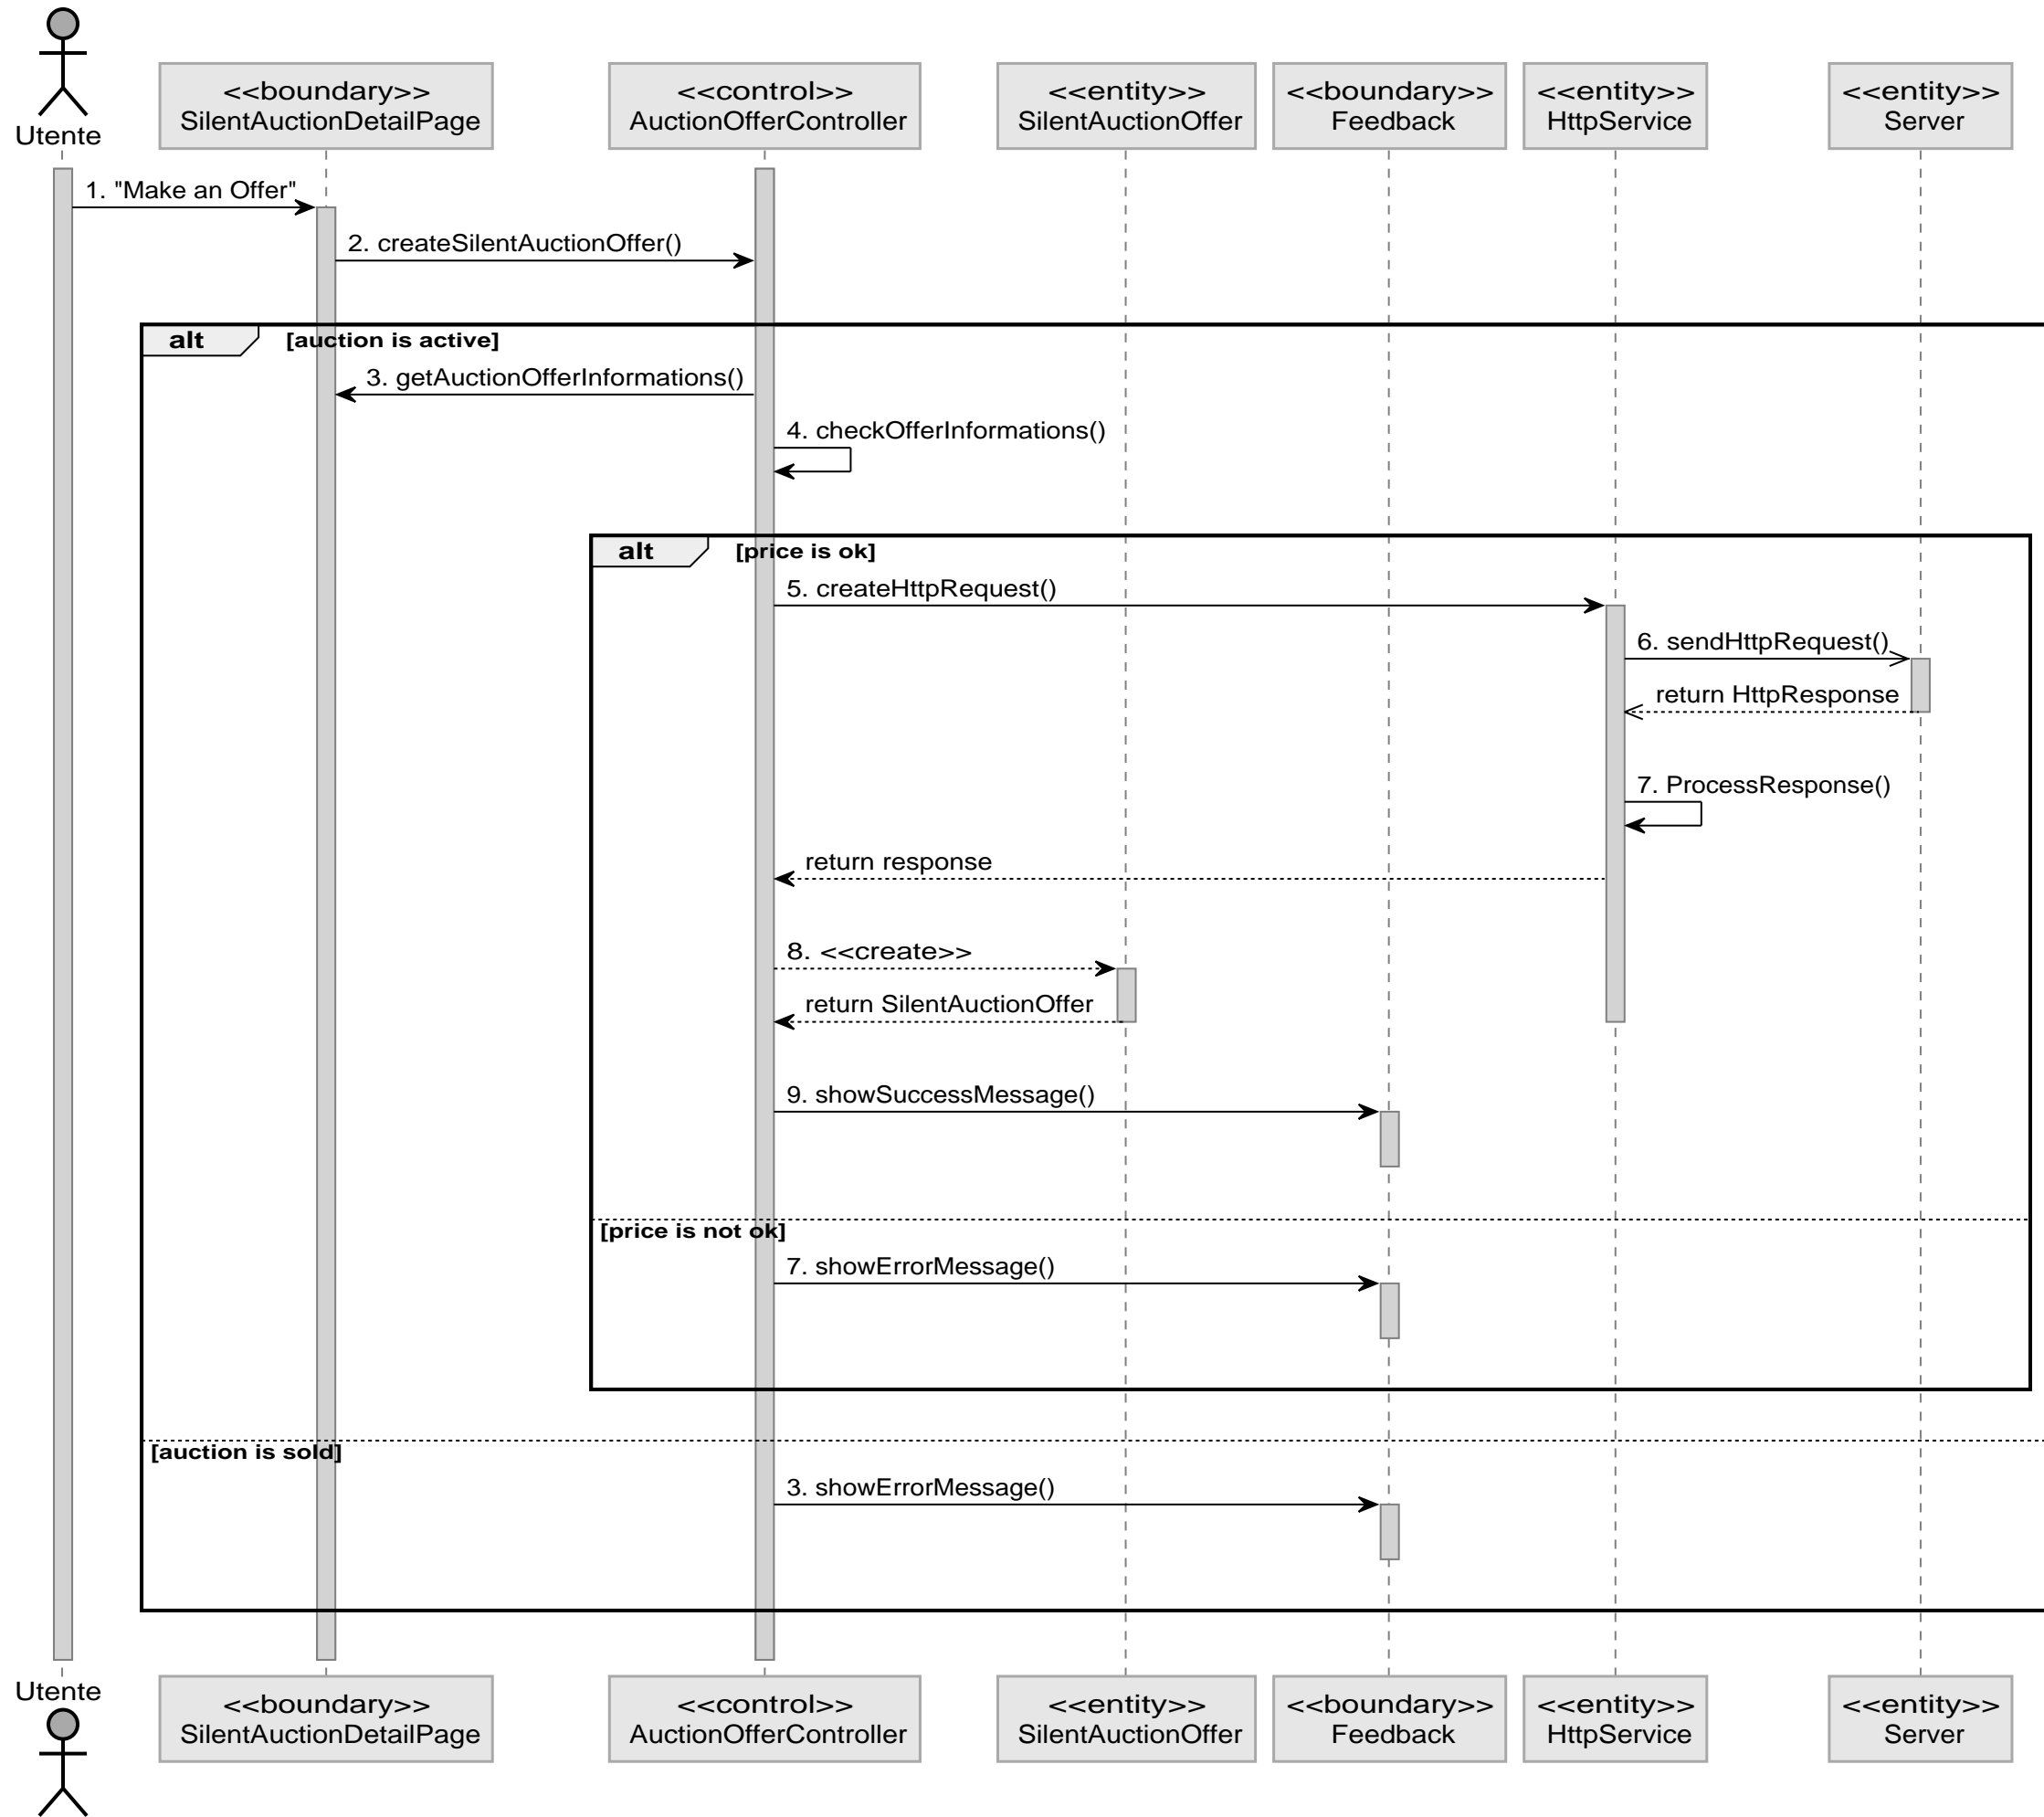 Utente
<<boundary>>
SilentAuctionDetailPage
<<control>>
AuctionOfferController
<<entity>>
SilentAuctionOffer
<<boundary>>
Feedback
<<entity>>
HttpService
<<entity>>
Server
1. "Make an Offer"
2. createSilentAuctionOffer()
alt [auction is active]
3. getAuctionOfferInformations()
4. checkOfferInformations()
alt [price is ok]
5. createHttpRequest()
6. sendHttpRequest()
return HttpResponse
7. ProcessResponse()
return response
8. <<create>>
return SilentAuctionOffer
9. showSuccessMessage()
[price is not ok]
7. showErrorMessage()
[auction is sold]
3. showErrorMessage()
Utente
<<boundary>>
SilentAuctionDetailPage
<<control>>
AuctionOfferController
<<entity>>
SilentAuctionOffer
<<boundary>>
Feedback
<<entity>>
HttpService
<<entity>>
Server